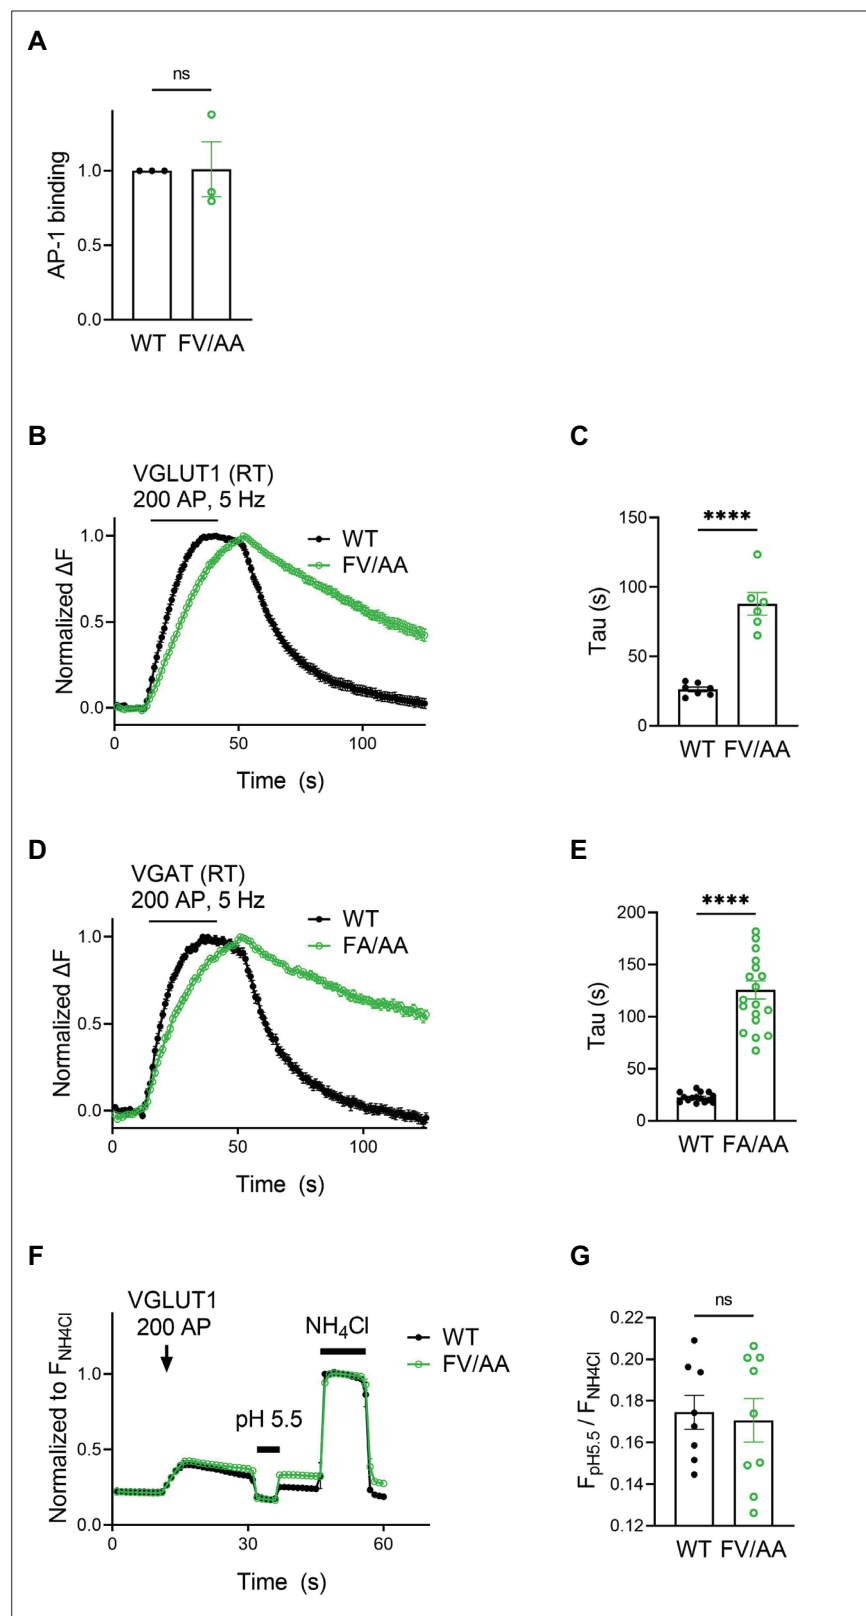 A
ns
AP-1 binding
1.0
0.5
0.0
WT FV/AA
B
VGLUT1 (RT)
200 AP, 5 Hz
WT
FV/AA
Normalized ΔF
1.0
0.5
0.0
0 50 100
Time (s)
C
****
Tau (s)
150
100
50
0
WT FV/AA
D
VGAT (RT)
200 AP, 5 Hz
WT
FA/AA
Normalized ΔF
1.0
0.5
0.0
0 50 100
Time (s)
E
****
Tau (s)
200
150
100
50
0
WT FA/AA
F
VGLUT1
200 AP
NH4Cl
WT
FV/AA
pH 5.5
Normalized to FNH4Cl
1.0
0.5
0.0
0 30 60
Time (s)
G
ns
FpH5.5 / FNH4Cl
0.22
0.20
0.18
0.16
0.14
0.12
WT FV/AA